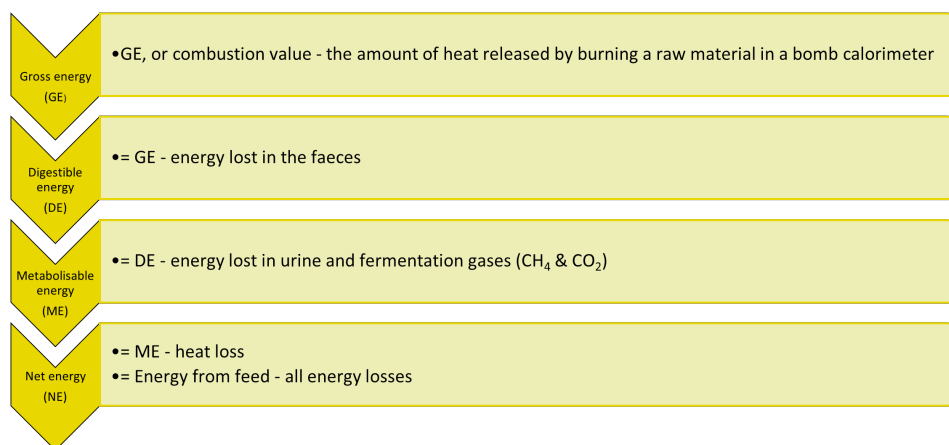 Gross energy
(GE)
•GE, or combustion value - the amount of heat released by burning a raw material in a bomb calorimeter
Digestible
energy
(DE)
•= GE - energy lost in the faeces
Metabolisable
energy
(ME)
•= DE - energy lost in urine and fermentation gases (CH₄ & CO₂)
Net energy
(NE)
•= ME - heat loss
•= Energy from feed - all energy losses